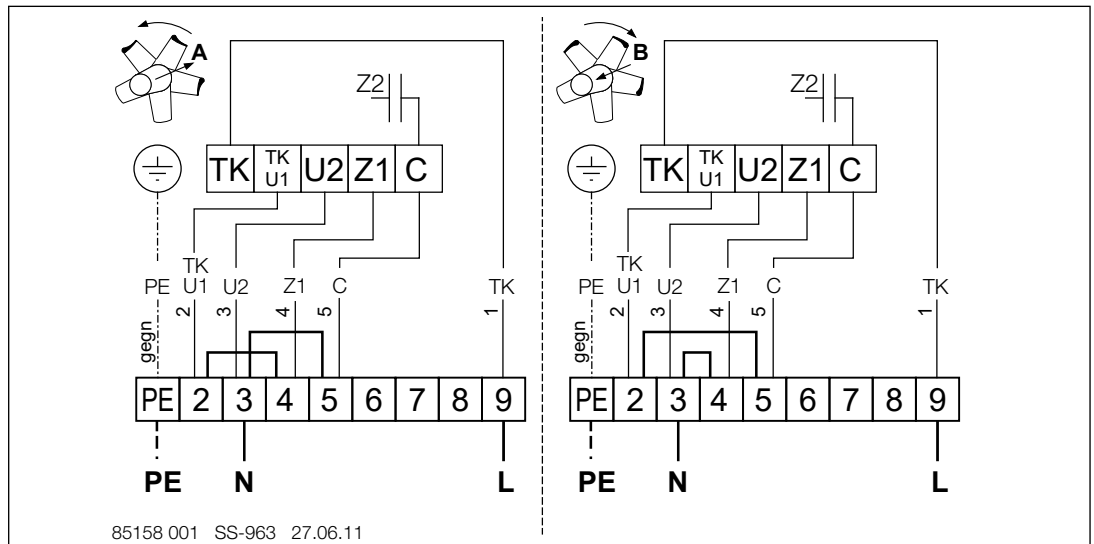 A
Z2
TK TK U1 U2 Z1 C
PE TK U1 U2 Z1 C TK
gegn 2 3 4 5 1
PE 2 3 4 5 6 7 8 9
PE N L
85158 001 SS-963 27.06.11
B
Z2
TK TK U1 U2 Z1 C
PE TK U1 U2 Z1 C TK
gegn 2 3 4 5 1
PE 2 3 4 5 6 7 8 9
PE N L